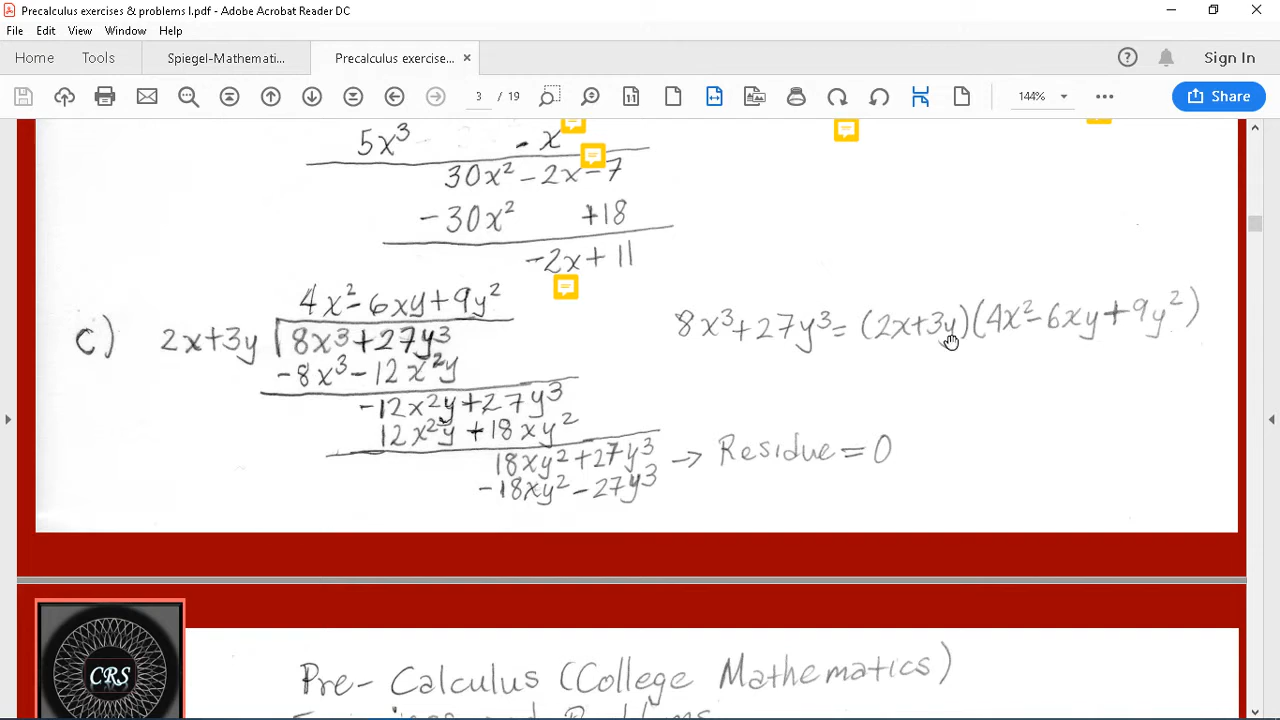 Precalculus exercises & problems I.pdf - Adobe Acrobat Reader DC
File Edit View Window Help
Home Tools Spiegel-Mathemati... Precalculus exercise... × Sign In
3 / 19 144% Share
5x³ - x
30x² - 2x - 7
- 30x² +18
-2x + 11
4x² - 6xy + 9y²
c) 2x+3y 8x³ + 27y³ 8x³ + 27y³ = (2x+3y)(4x² - 6xy + 9y²)
-8x³ - 12x²y
-12x²y + 27y³
12x²y + 18xy²
18xy² + 27y³ → Residue = 0
-18xy² - 27y³
CRS
Pre-Calculus (College Mathematics)